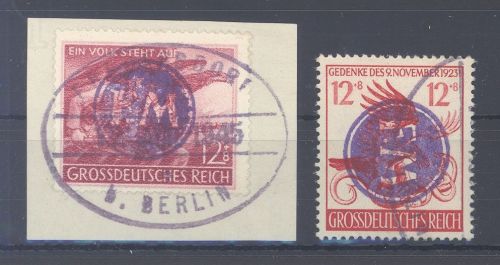 EIN VOLK STEHT AUF
DORF
12+8
GROSSDEUTSCHES REICH
b. BERLIN
GEDENKE DES 9. NOVEMBER 1923
12+8 12+8
GROSSDEUTSCHES REICH